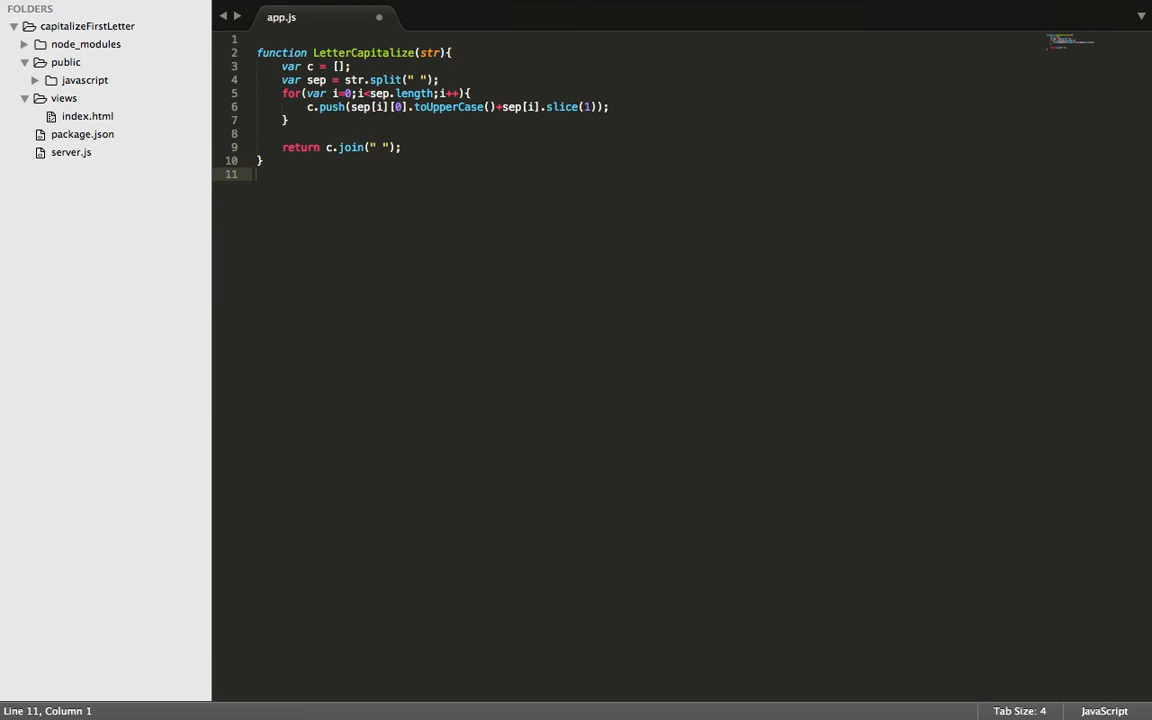 FOLDERS
capitalizeFirstLetter
node_modules
public
javascript
views
index.html
package.json
server.js
app.js
1
2 function LetterCapitalize(str){
3     var c = [];
4     var sep = str.split(" ");
5     for(var i=0;i<sep.length;i++){
6         c.push(sep[i][0].toUpperCase()+sep[i].slice(1));
7     }
8
9     return c.join(" ");
10 }
11
Line 11, Column 1
Tab Size: 4
JavaScript